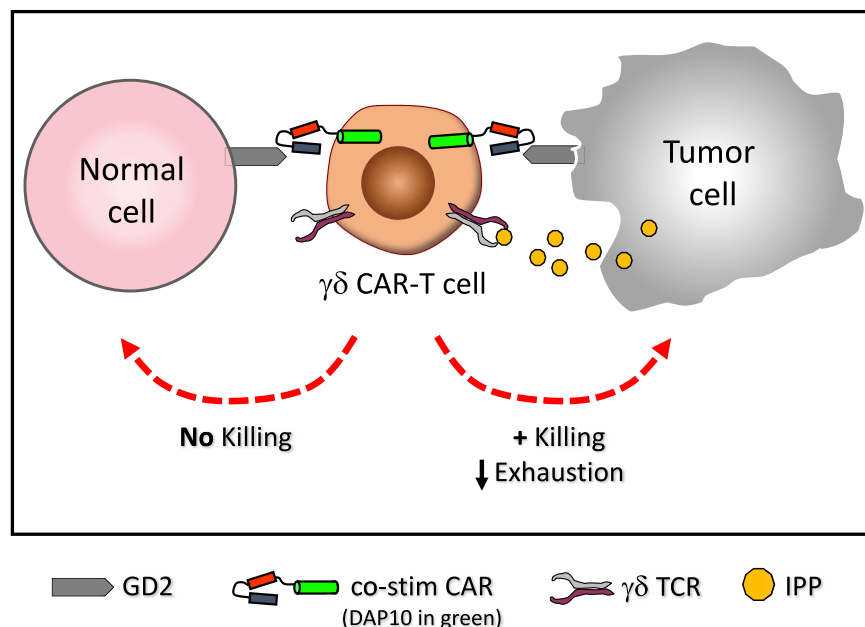 Normal
cell
Tumor
cell
γδ CAR-T cell
No Killing
+ Killing
Exhaustion
GD2
co-stim CAR
(DAP10 in green)
γδ TCR
IPP